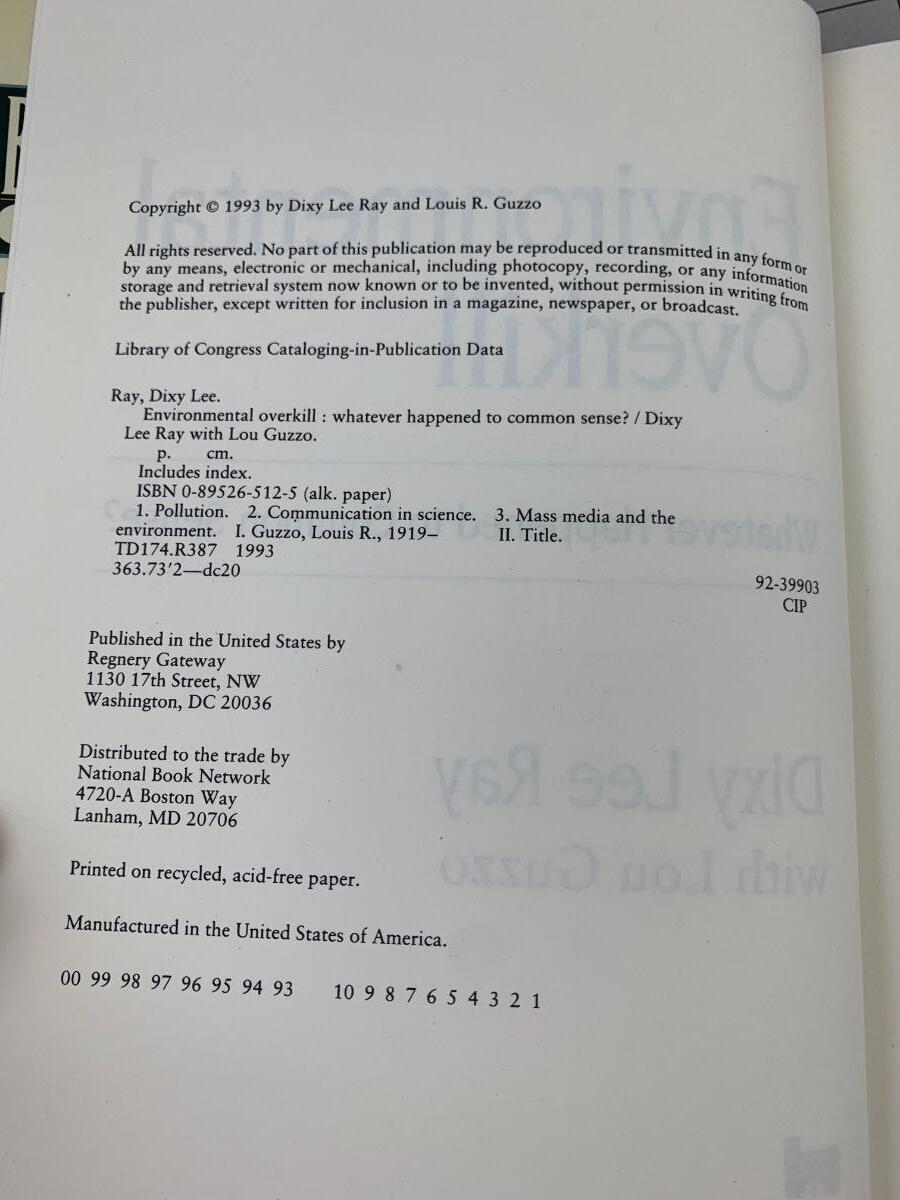 Copyright © 1993 by Dixy Lee Ray and Louis R. Guzzo
All rights reserved. No part of this publication may be reproduced or transmitted in any form or
by any means, electronic or mechanical, including photocopy, recording, or any information
storage and retrieval system now known or to be invented, without permission in writing from
the publisher, except written for inclusion in a magazine, newspaper, or broadcast.
Library of Congress Cataloging-in-Publication Data
Ray, Dixy Lee.
Environmental overkill : whatever happened to common sense? / Dixy
Lee Ray with Lou Guzzo.
p. cm.
Includes index.
ISBN 0-89526-512-5 (alk. paper)
1. Pollution. 2. Communication in science. 3. Mass media and the
environment. I. Guzzo, Louis R., 1919– II. Title.
TD174.R387 1993
363.73'2—dc20
92-39903
CIP
Published in the United States by
Regnery Gateway
1130 17th Street, NW
Washington, DC 20036
Distributed to the trade by
National Book Network
4720-A Boston Way
Lanham, MD 20706
Printed on recycled, acid-free paper.
Manufactured in the United States of America.
00 99 98 97 96 95 94 93 10 9 8 7 6 5 4 3 2 1